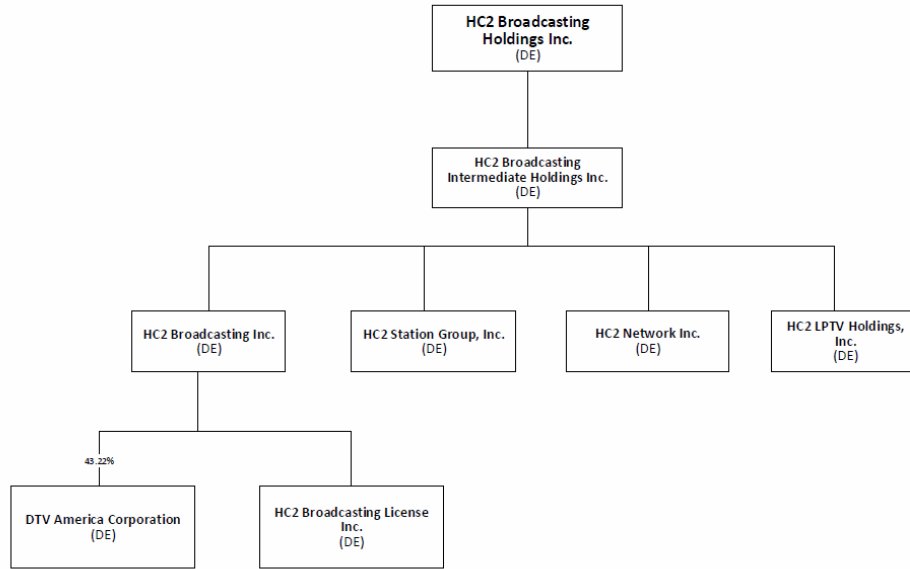 HC2 Broadcasting
Holdings Inc.
(DE)
HC2 Broadcasting
Intermediate Holdings Inc.
(DE)
HC2 Broadcasting Inc.
(DE)
HC2 Station Group, Inc.
(DE)
HC2 Network Inc.
(DE)
HC2 LPTV Holdings,
Inc.
(DE)
43.22%
DTV America Corporation
(DE)
HC2 Broadcasting License
Inc.
(DE)